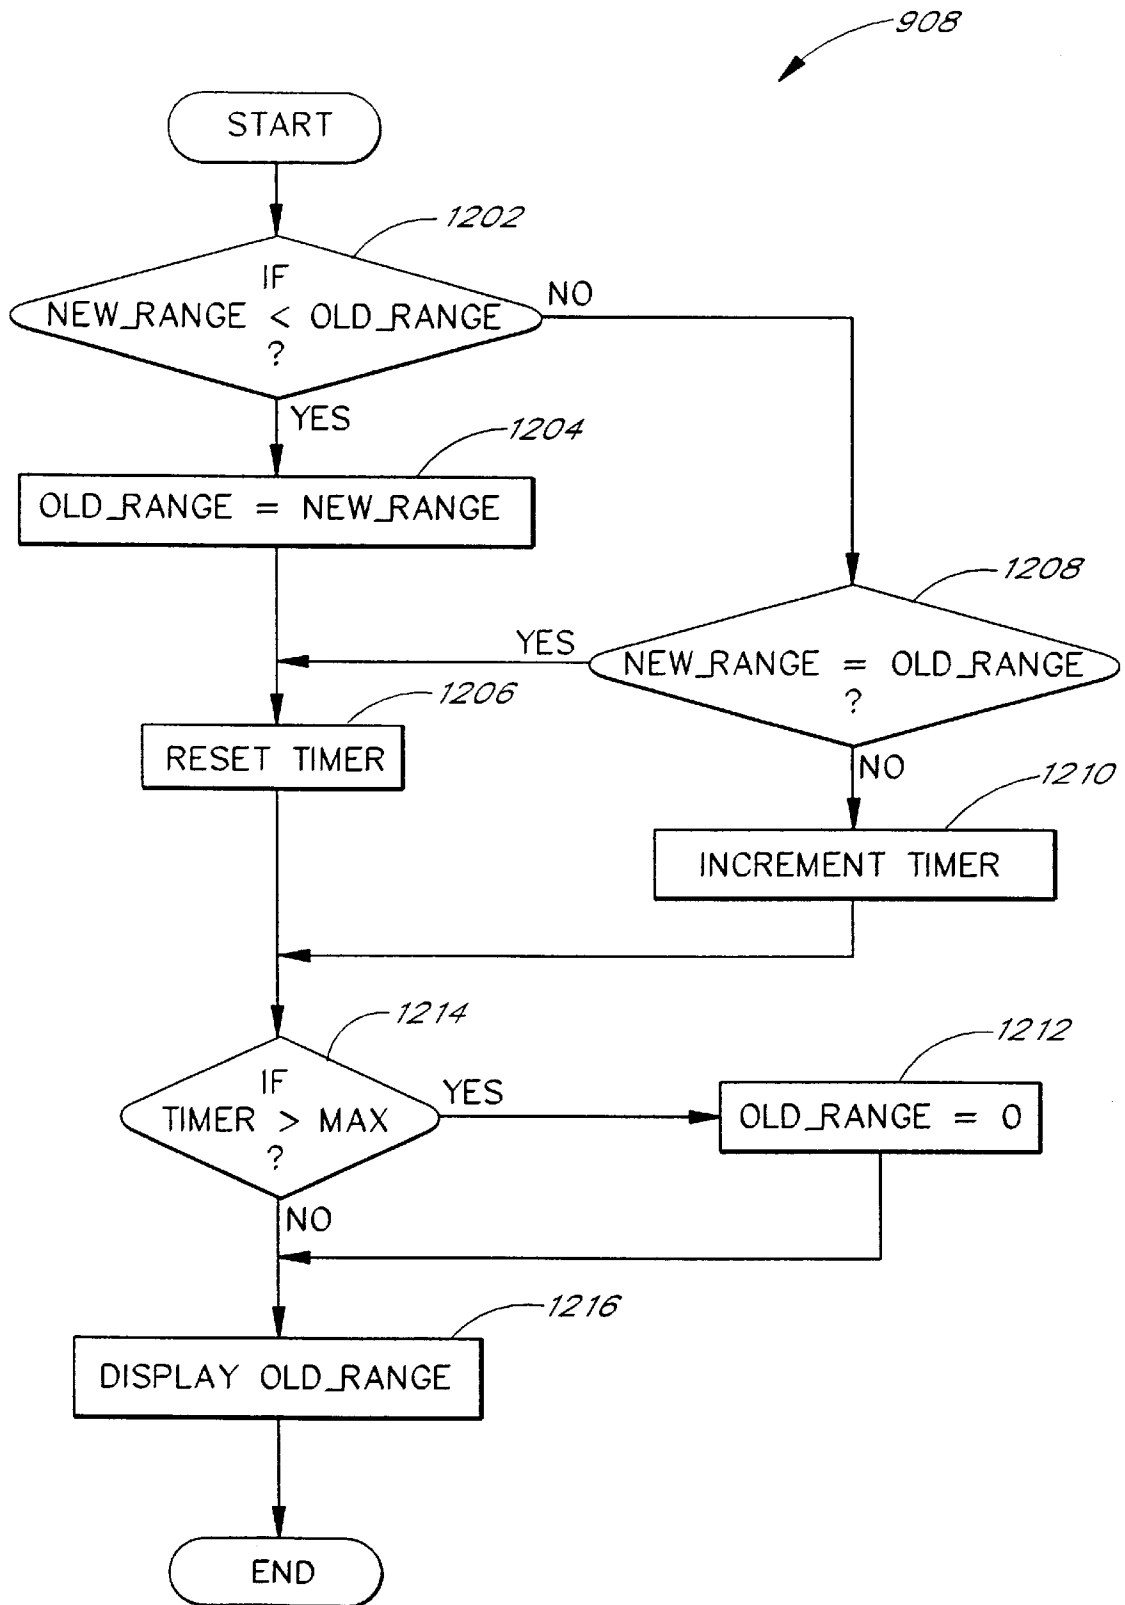 908
START
1202
IF
NEW_RANGE < OLD_RANGE
?
NO
YES
1204
OLD_RANGE = NEW_RANGE
1208
YES
NEW_RANGE = OLD_RANGE
?
1206
RESET TIMER
NO
1210
INCREMENT TIMER
1214
IF
TIMER > MAX
?
YES
1212
OLD_RANGE = 0
NO
1216
DISPLAY OLD_RANGE
END